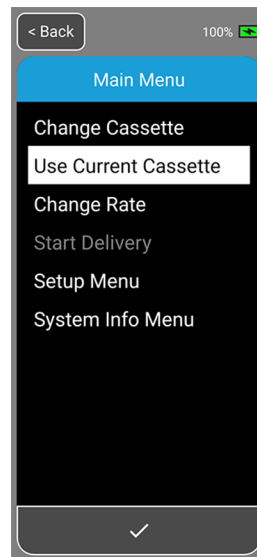 < Back 100%
Main Menu
Change Cassette
Use Current Cassette
Change Rate
Start Delivery
Setup Menu
System Info Menu